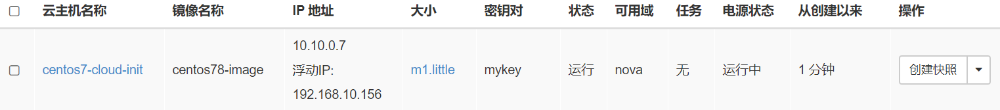 云主机名称 镜像名称 IP 地址 大小 密钥对 状态 可用域 任务 电源状态 从创建以来 操作
centos7-cloud-init centos78-image 10.10.0.7 m1.little mykey 运行 nova 无 运行中 1 分钟 创建快照
浮动IP:
192.168.10.156